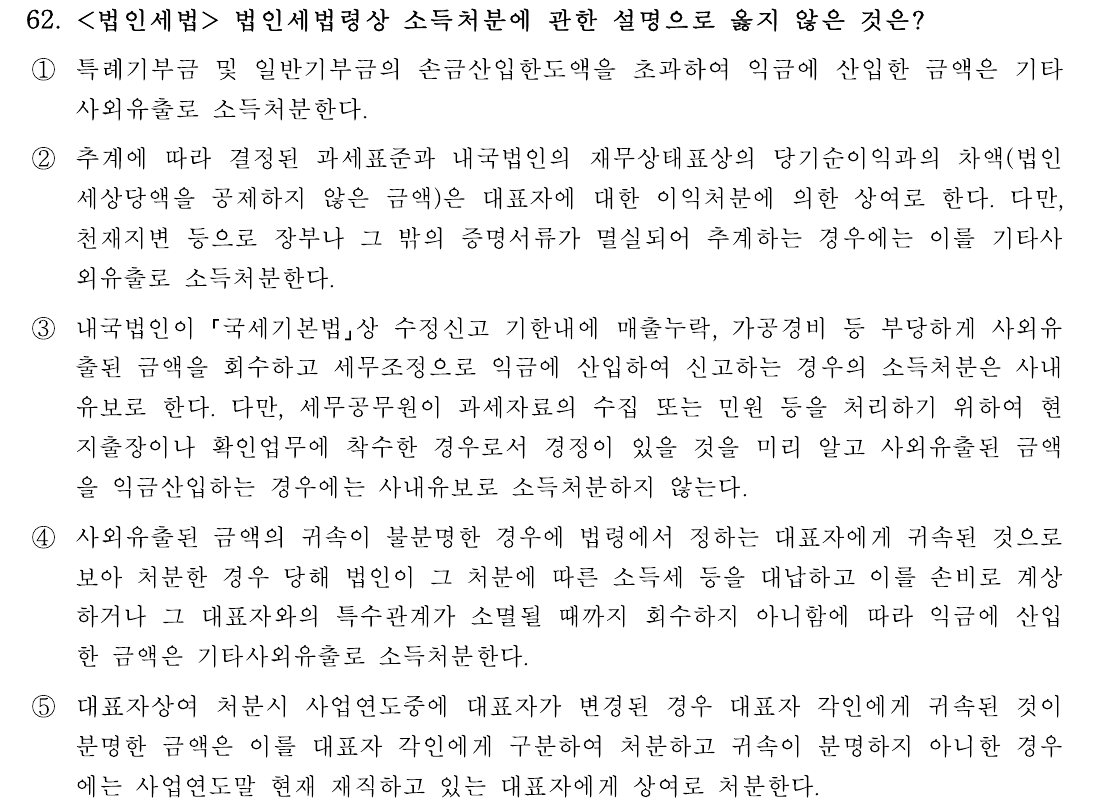 62. <법인세법> 법인세법령상 소득처분에 관한 설명으로 옳지 않은 것은?
① 특례기부금 및 일반기부금의 손금산입한도액을 초과하여 익금에 산입한 금액은 기타
사외유출로 소득처분한다.
② 추계에 따라 결정된 과세표준과 내국법인의 재무상태표상의 당기순이익과의 차액(법인
세상당액을 공제하지 않은 금액)은 대표자에 대한 이익처분에 의한 상여로 한다. 다만,
천재지변 등으로 장부나 그 밖의 증명서류가 멸실되어 추계하는 경우에는 이를 기타사
외유출로 소득처분한다.
③ 내국법인이 「국세기본법」상 수정신고 기한내에 매출누락, 가공경비 등 부당하게 사외유
출된 금액을 회수하고 세무조정으로 익금에 산입하여 신고하는 경우의 소득처분은 사내
유보로 한다. 다만, 세무공무원이 과세자료의 수집 또는 민원 등을 처리하기 위하여 현
지출장이나 확인업무에 착수한 경우로서 경정이 있을 것을 미리 알고 사외유출된 금액
을 익금산입하는 경우에는 사내유보로 소득처분하지 않는다.
④ 사외유출된 금액의 귀속이 불분명한 경우에 법령에서 정하는 대표자에게 귀속된 것으로
보아 처분한 경우 당해 법인이 그 처분에 따른 소득세 등을 대납하고 이를 손비로 계상
하거나 그 대표자와의 특수관계가 소멸될 때까지 회수하지 아니함에 따라 익금에 산입
한 금액은 기타사외유출로 소득처분한다.
⑤ 대표자상여 처분시 사업연도중에 대표자가 변경된 경우 대표자 각인에게 귀속된 것이
분명한 금액은 이를 대표자 각인에게 구분하여 처분하고 귀속이 분명하지 아니한 경우
에는 사업연도말 현재 재직하고 있는 대표자에게 상여로 처분한다.